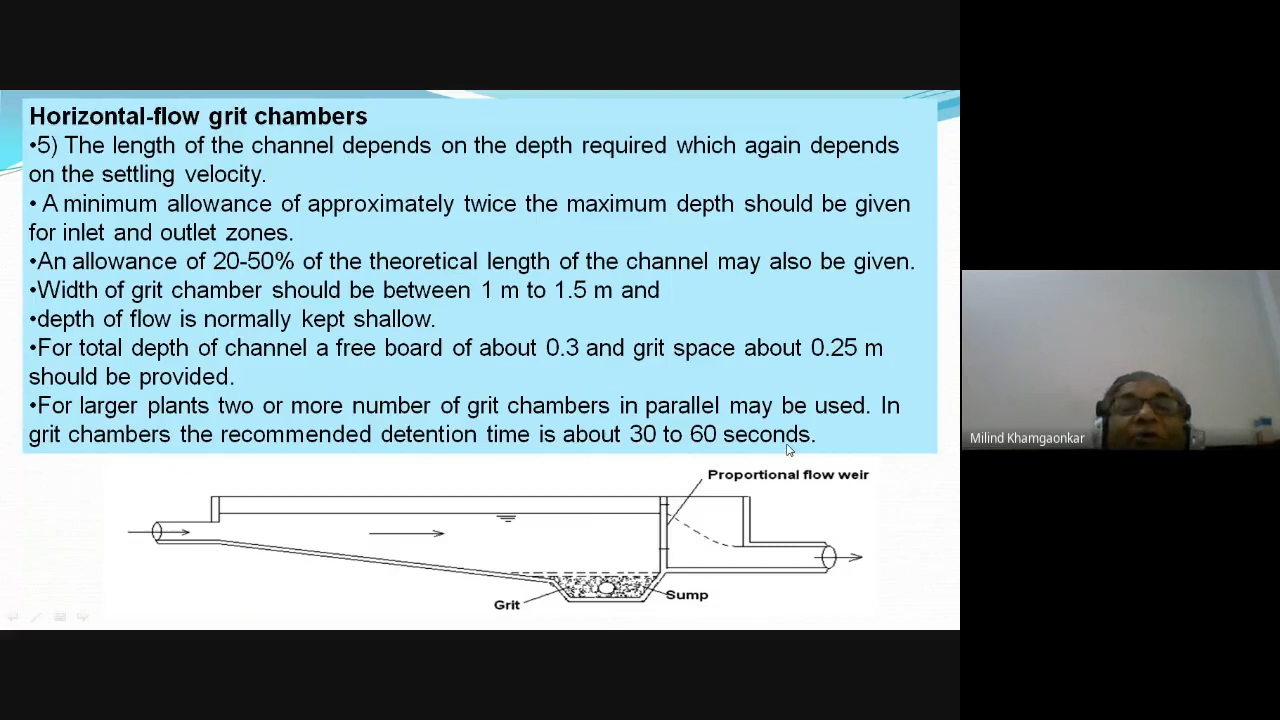 Horizontal-flow grit chambers
•5) The length of the channel depends on the depth required which again depends
on the settling velocity.
• A minimum allowance of approximately twice the maximum depth should be given
for inlet and outlet zones.
•An allowance of 20-50% of the theoretical length of the channel may also be given.
•Width of grit chamber should be between 1 m to 1.5 m and
•depth of flow is normally kept shallow.
•For total depth of channel a free board of about 0.3 and grit space about 0.25 m
should be provided.
•For larger plants two or more number of grit chambers in parallel may be used. In
grit chambers the recommended detention time is about 30 to 60 seconds.
Proportional flow weir
Grit
Sump
Milind Khamgaonkar